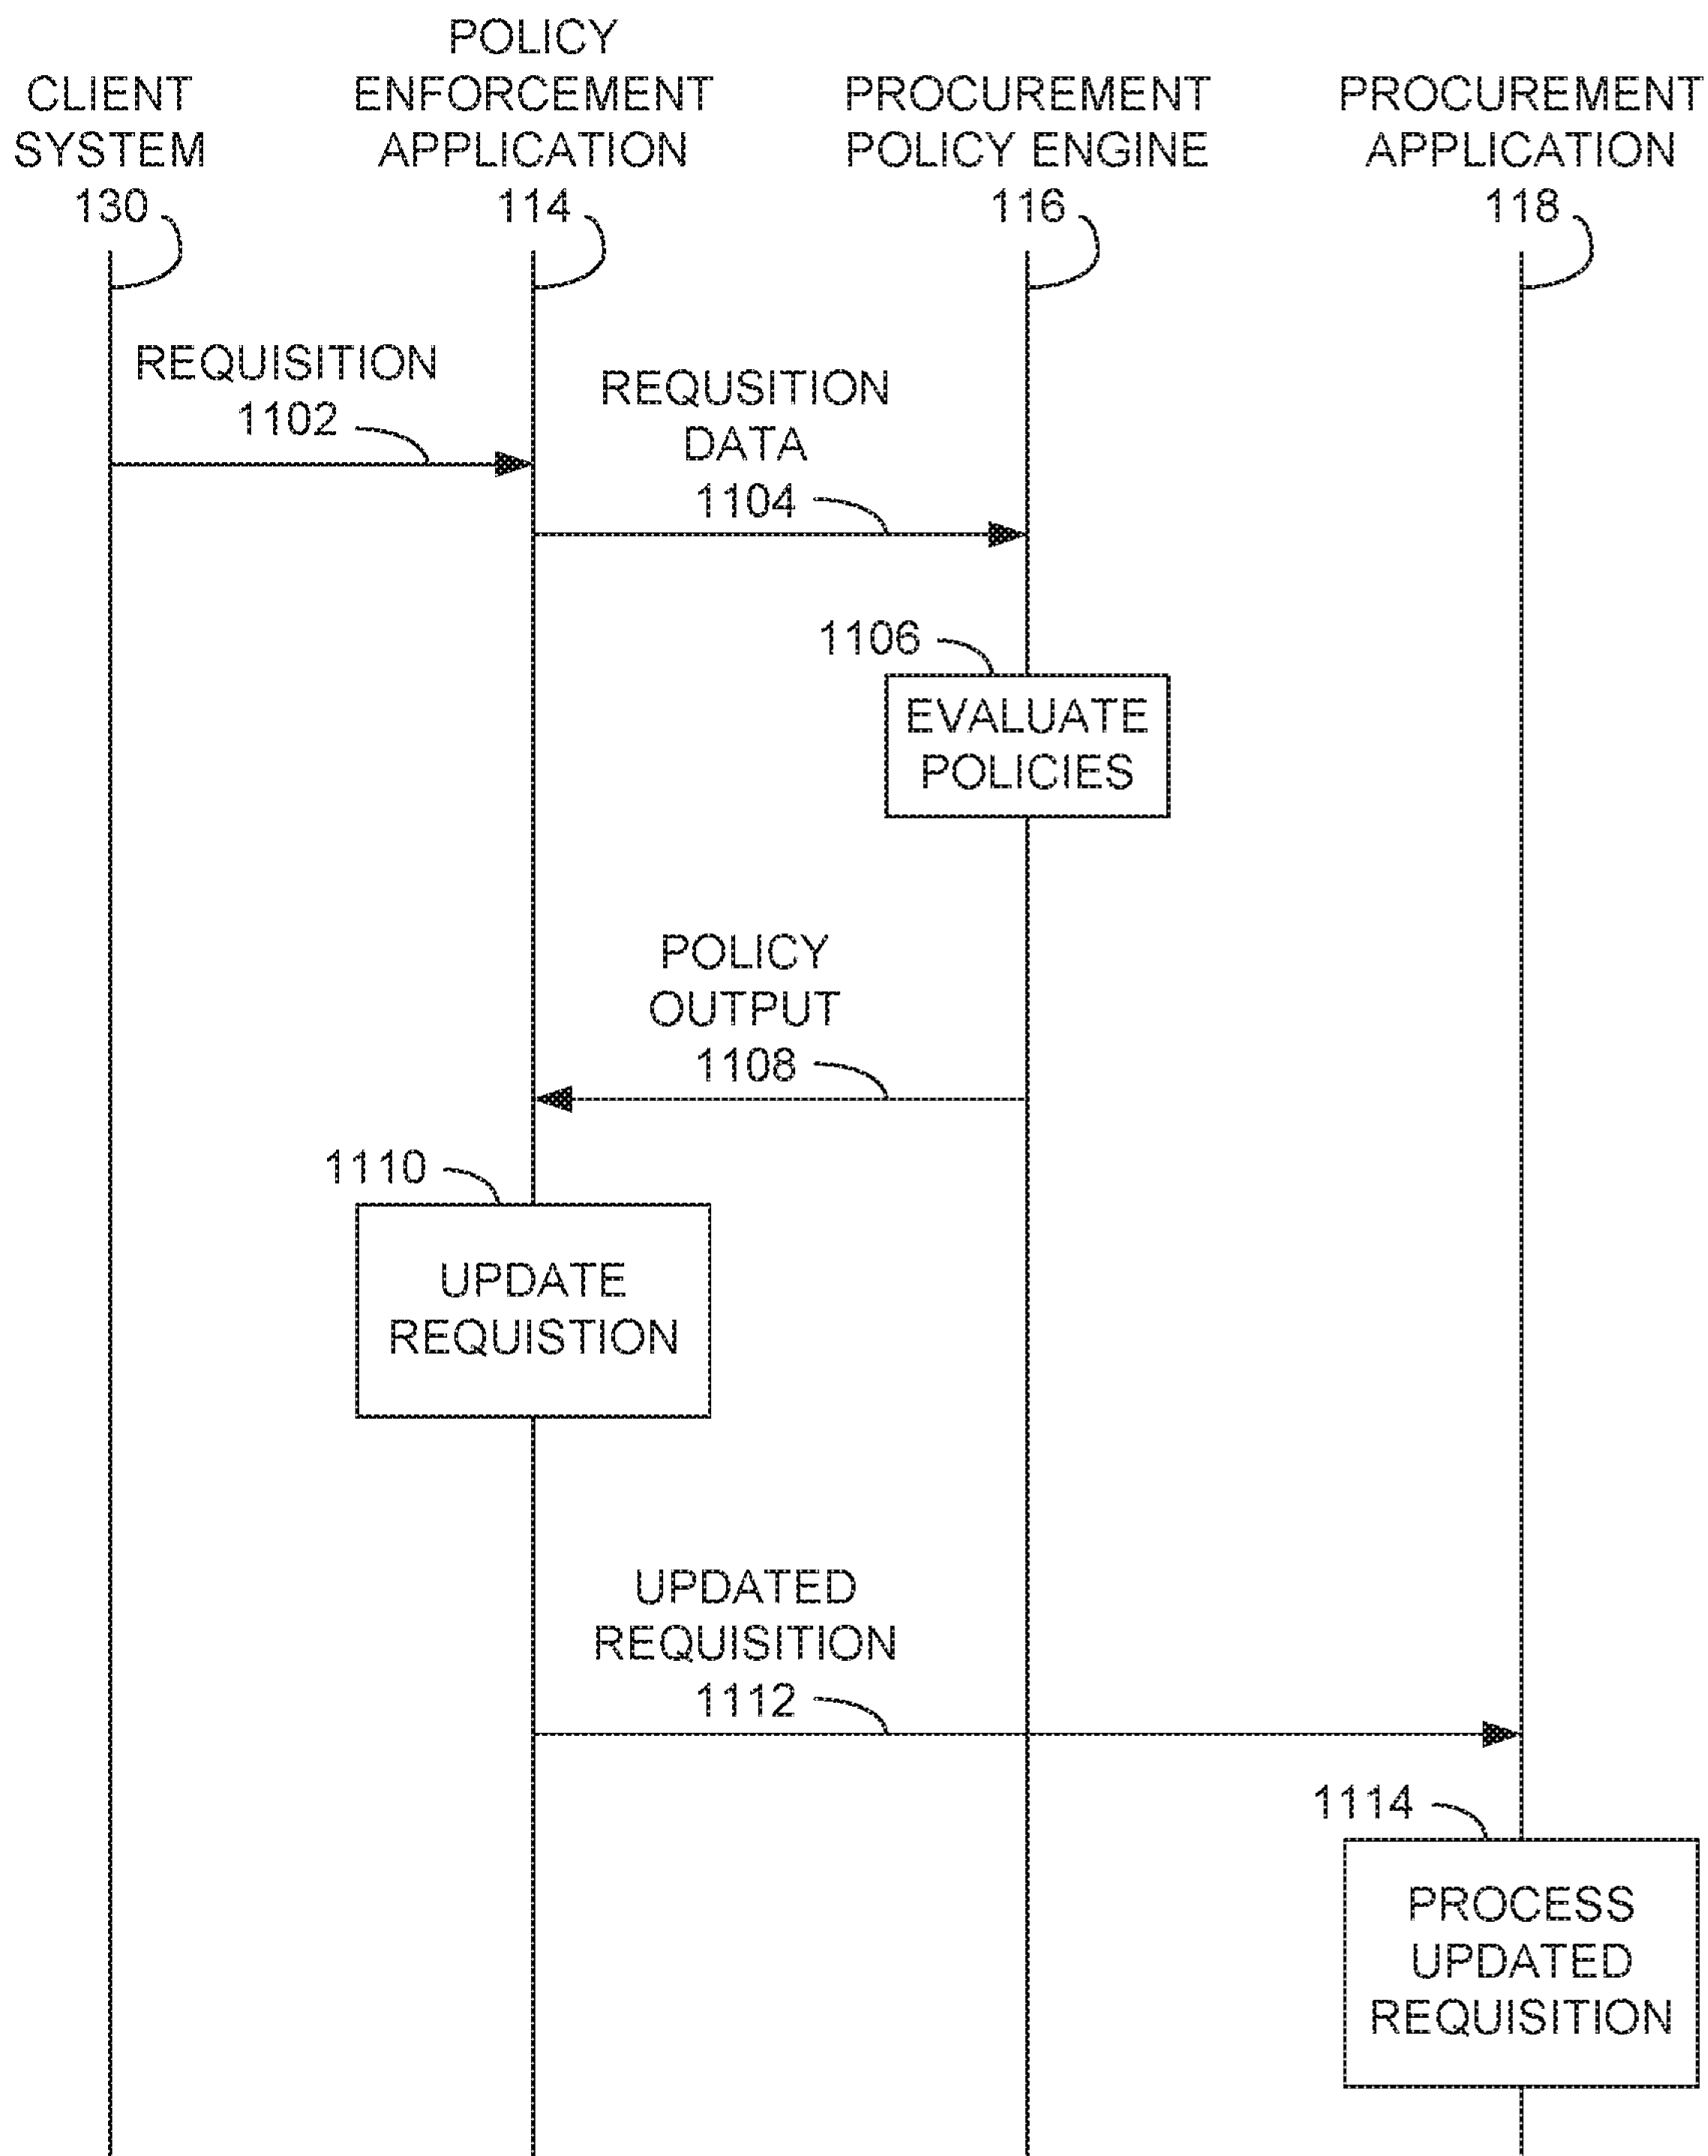 CLIENT
SYSTEM
130
POLICY
ENFORCEMENT
APPLICATION
114
PROCUREMENT
POLICY ENGINE
116
PROCUREMENT
APPLICATION
118
REQUISITION
1102
REQUSITION
DATA
1104
1106
EVALUATE
POLICIES
POLICY
OUTPUT
1108
1110
UPDATE
REQUISTION
UPDATED
REQUISITION
1112
1114
PROCESS
UPDATED
REQUISITION